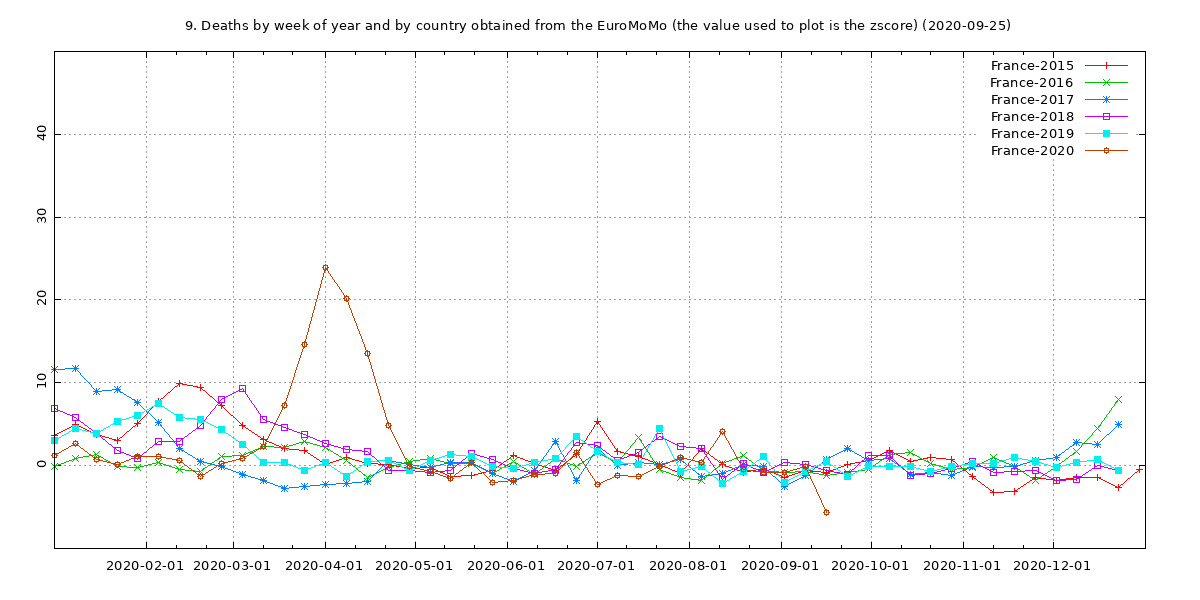 9. Deaths by week of year and by country obtained from the EuroMoMo (the value used to plot is the zscore) (2020-09-25)
France-2015
France-2016
France-2017
France-2018
France-2019
France-2020
40
30
20
10
0
2020-02-01 2020-03-01 2020-04-01 2020-05-01 2020-06-01 2020-07-01 2020-08-01 2020-09-01 2020-10-01 2020-11-01 2020-12-01